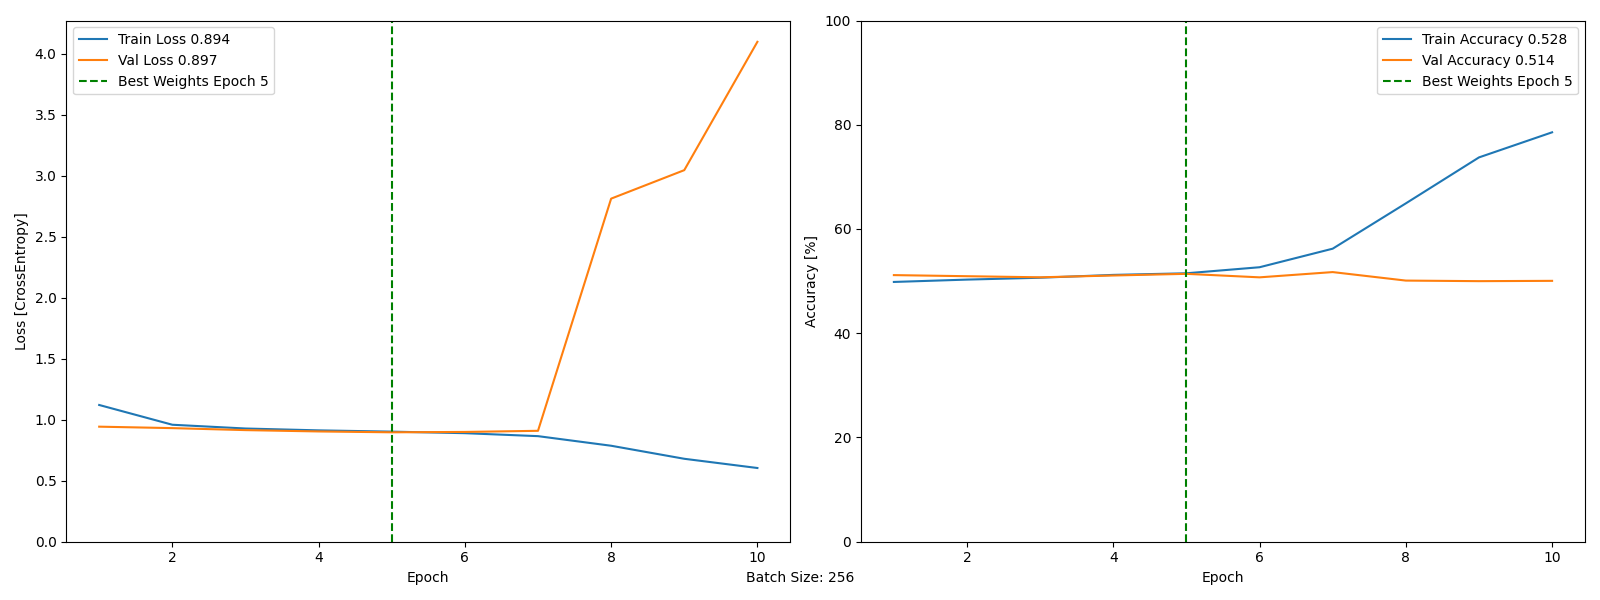 Train Loss 0.894
Val Loss 0.897
Best Weights Epoch 5
4.0
3.5
3.0
2.5
2.0
1.5
1.0
0.5
0.0
Loss [CrossEntropy]
2 4 6 8 10
Epoch
Train Accuracy 0.528
Val Accuracy 0.514
Best Weights Epoch 5
100
80
60
40
20
0
Accuracy [%]
2 4 6 8 10
Epoch
Batch Size: 256